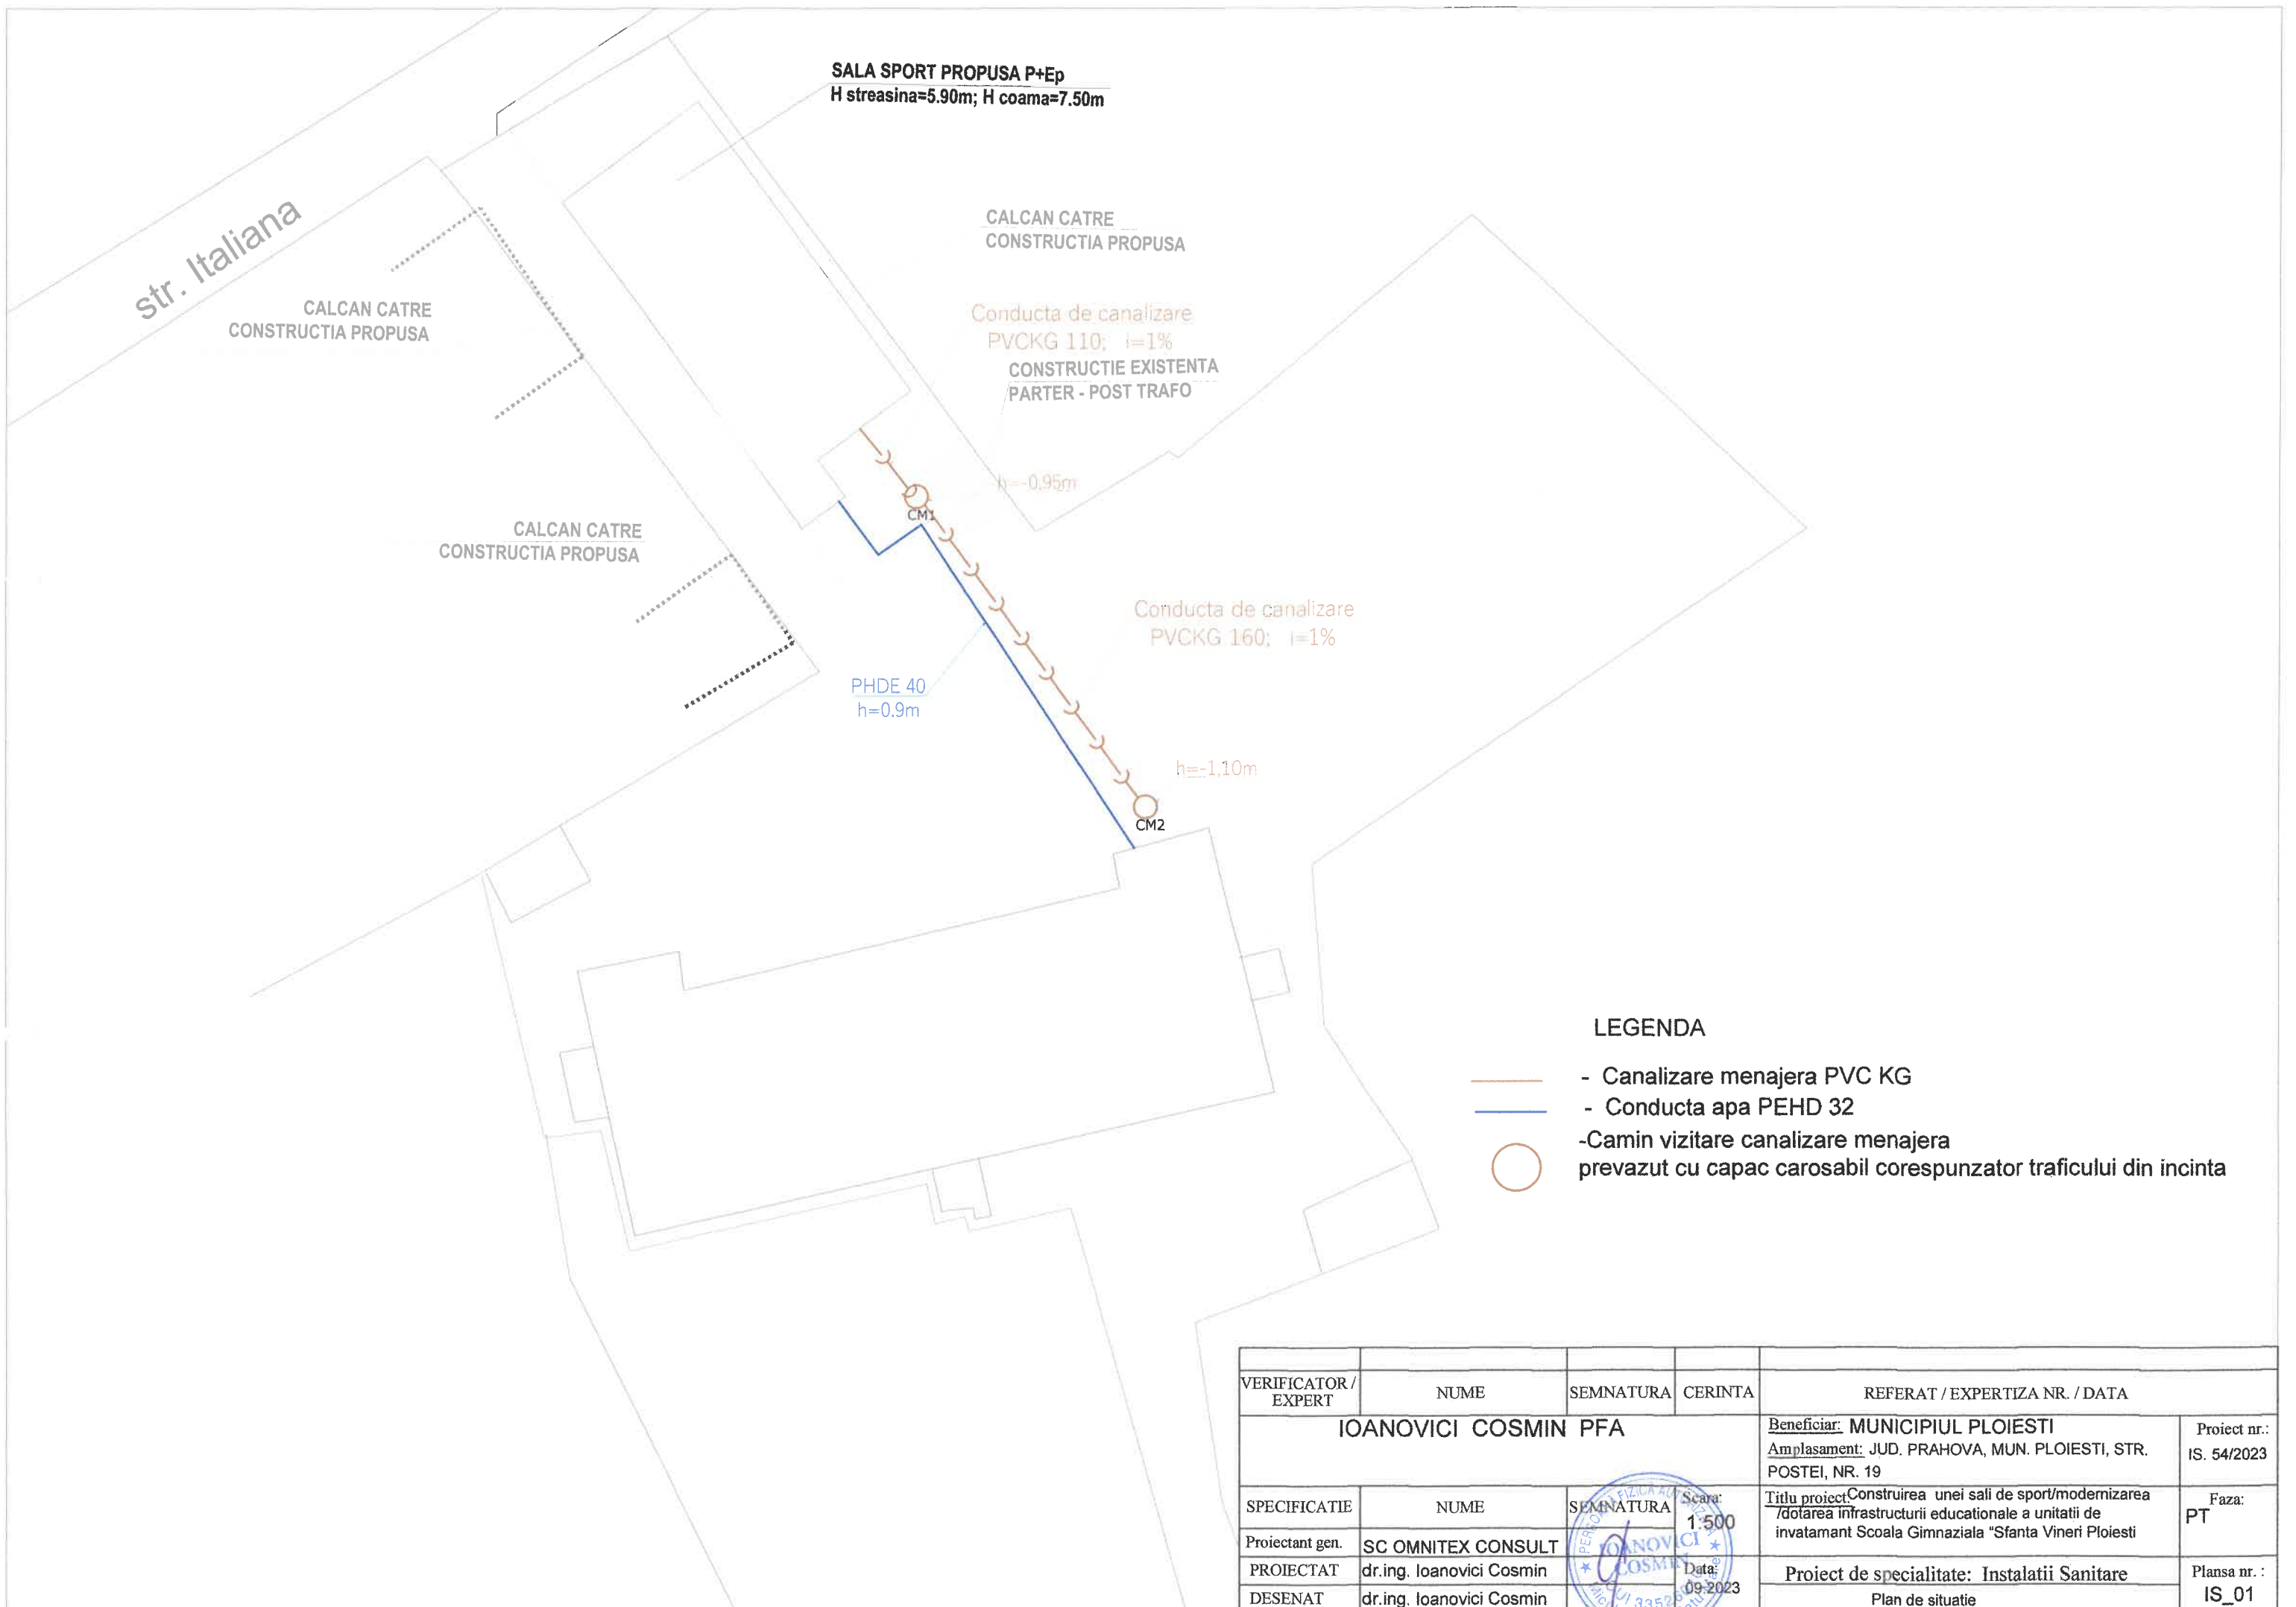 SALA SPORT PROPUSA P+Ep
H streasina=5.90m; H coama=7.50m
str. Italiana
CALCAN CATRE
CONSTRUCTIA PROPUSA
CALCAN CATRE
CONSTRUCTIA PROPUSA
Conducta de canalizare
PVCKG 110; i=1%
CONSTRUCTIE EXISTENTA
PARTER - POST TRAFO
h=-0,95m
CM1
CALCAN CATRE
CONSTRUCTIA PROPUSA
Conducta de canalizare
PVCKG 160; i=1%
PHDE 40
h=0.9m
h=-1,10m
CM2
LEGENDA
- Canalizare menajera PVC KG
- Conducta apa PEHD 32
-Camin vizitare canalizare menajera
prevazut cu capac carosabil corespunzator traficului din incinta
VERIFICATOR / EXPERT NUME SEMNATURA CERINTA REFERAT / EXPERTIZA NR. / DATA
IOANOVICI COSMIN PFA
Beneficiar: MUNICIPIUL PLOIESTI
Amplasament: JUD. PRAHOVA, MUN. PLOIESTI, STR.
POSTEI, NR. 19
Proiect nr.:
IS. 54/2023
SPECIFICATIE NUME SEMNATURA
Scara:
1:500
Titlu proiect: Construirea unei sali de sport/modernizarea
/dotarea infrastructurii educationale a unitatii de
invatamant Scoala Gimnaziala "Sfanta Vineri Ploiesti
Faza:
PT
Proiectant gen. SC OMNITEX CONSULT
PROIECTAT dr.ing. Ioanovici Cosmin
DESENAT dr.ing. Ioanovici Cosmin
Data:
09.2023
Proiect de specialitate: Instalatii Sanitare
Plan de situatie
Plansa nr. :
IS_01
PERSOANA FIZICA
IOANOVICI
COSMIN